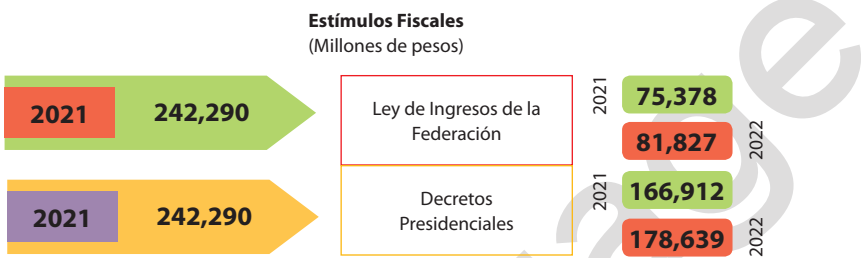 Estímulos Fiscales
(Millones de pesos)
2021 242,290
Ley de Ingresos de la
Federación
2021 75,378
81,827 2022
2021 242,290
Decretos
Presidenciales
2021 166,912
178,639 2022